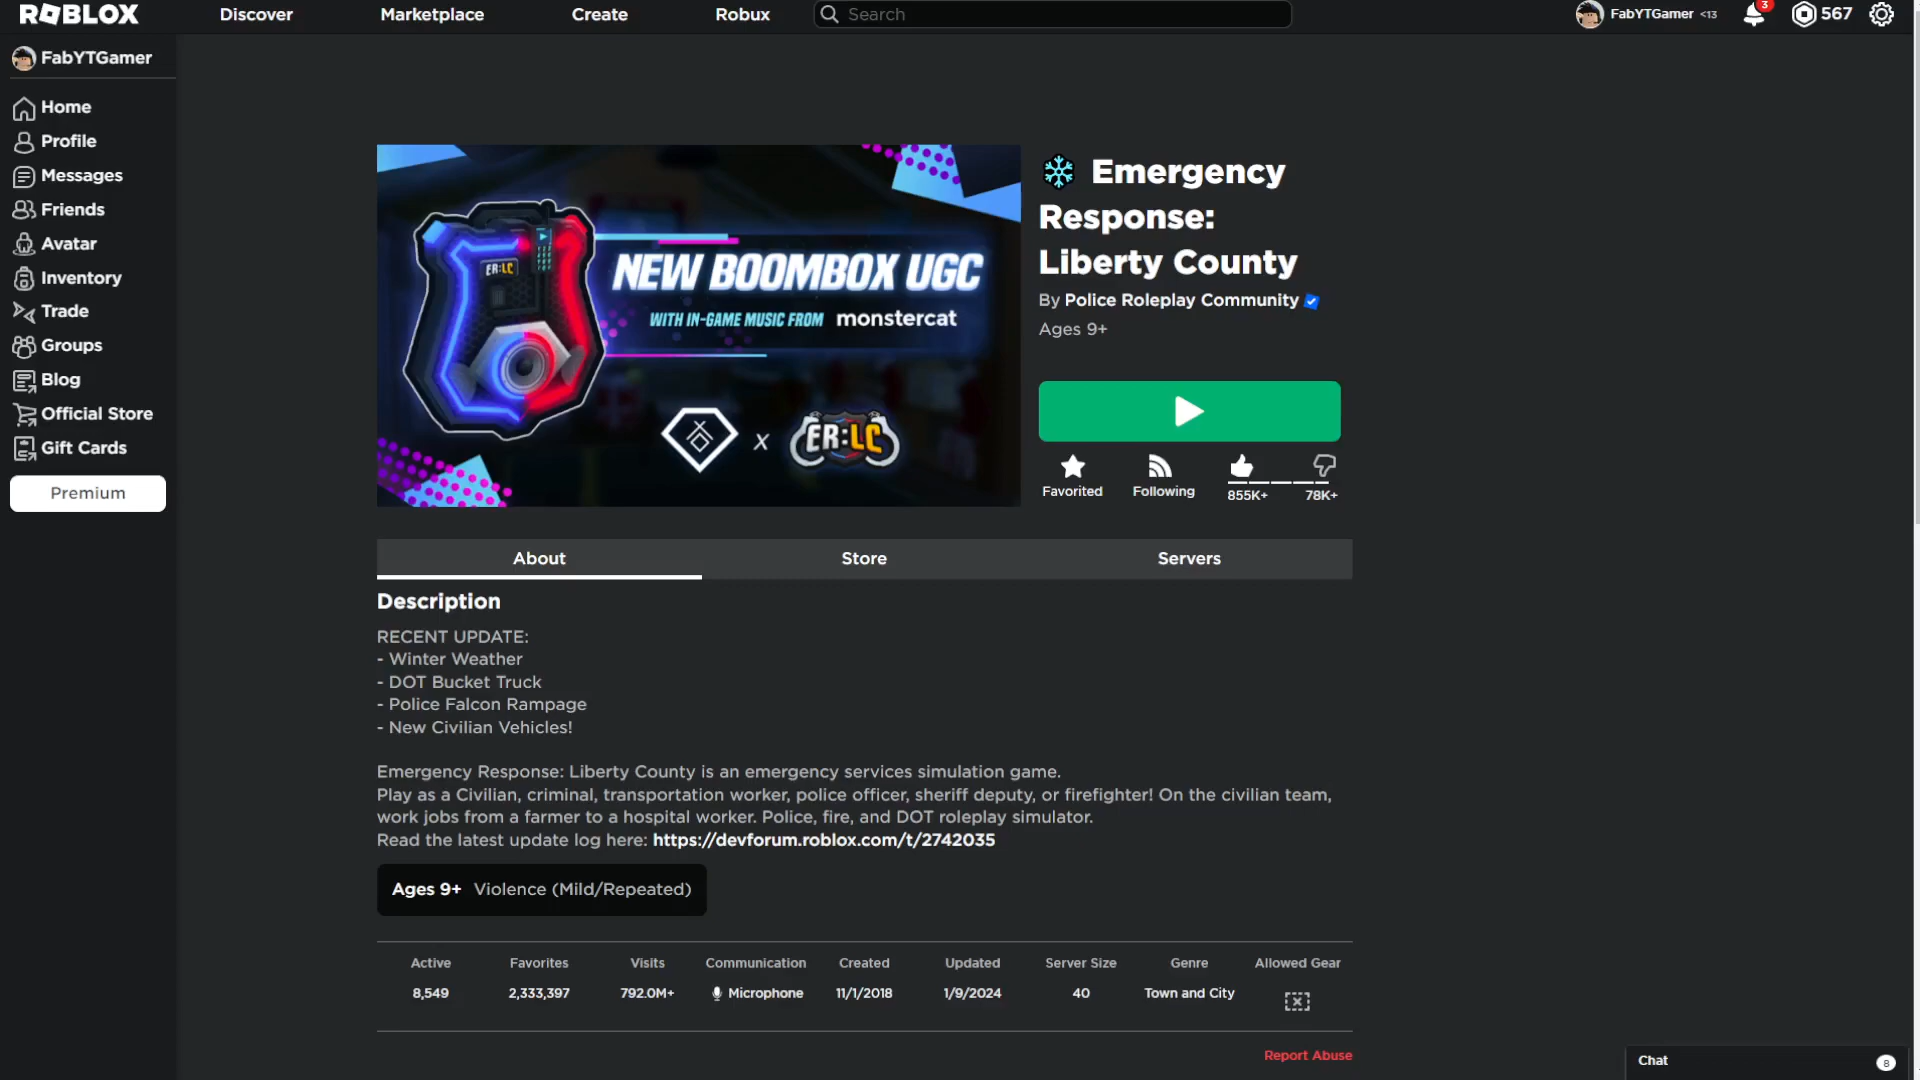 ROBLOX
Discover
Marketplace
Create
Robux
Search
FabYTGamer <13
3
567
FabYTGamer
Home
Profile
Messages
Friends
Avatar
Inventory
Trade
Groups
Blog
Official Store
Gift Cards
Premium
ER:LC
NEW BOOMBOX UGC
WITH IN-GAME MUSIC FROM monstercat
X
ER:LC
Emergency
Response:
Liberty County
By Police Roleplay Community
Ages 9+
Favorited
Following
855K+
78K+
About
Store
Servers
Description
RECENT UPDATE:
- Winter Weather
- DOT Bucket Truck
- Police Falcon Rampage
- New Civilian Vehicles!
Emergency Response: Liberty County is an emergency services simulation game.
Play as a Civilian, criminal, transportation worker, police officer, sheriff deputy, or firefighter! On the civilian team,
work jobs from a farmer to a hospital worker. Police, fire, and DOT roleplay simulator.
Read the latest update log here: https://devforum.roblox.com/t/2742035
Ages 9+ Violence (Mild/Repeated)
Active Favorites Visits Communication Created Updated Server Size Genre Allowed Gear
8,549 2,333,397 792.0M+ Microphone 11/1/2018 1/9/2024 40 Town and City
Report Abuse
Chat
8